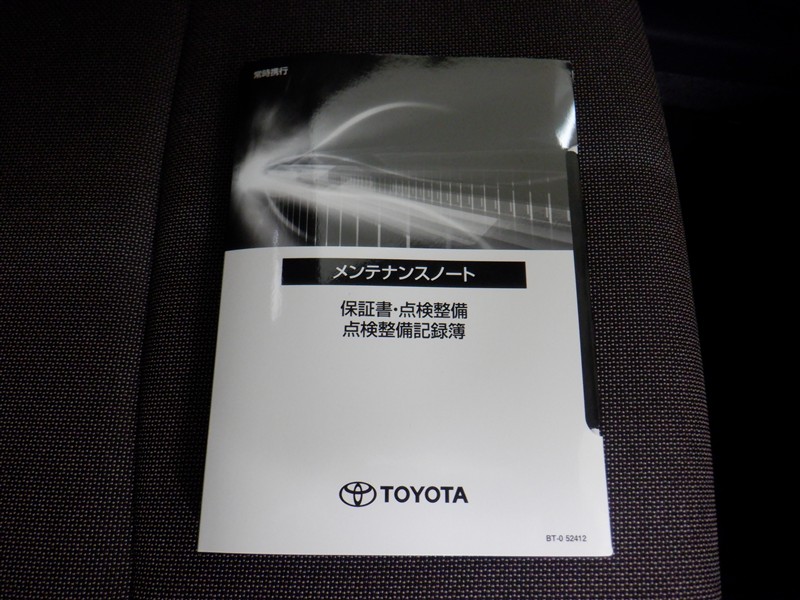 常時携行
メンテナンスノート
保証書・点検整備
点検整備記録簿
TOYOTA
BT-0 52412